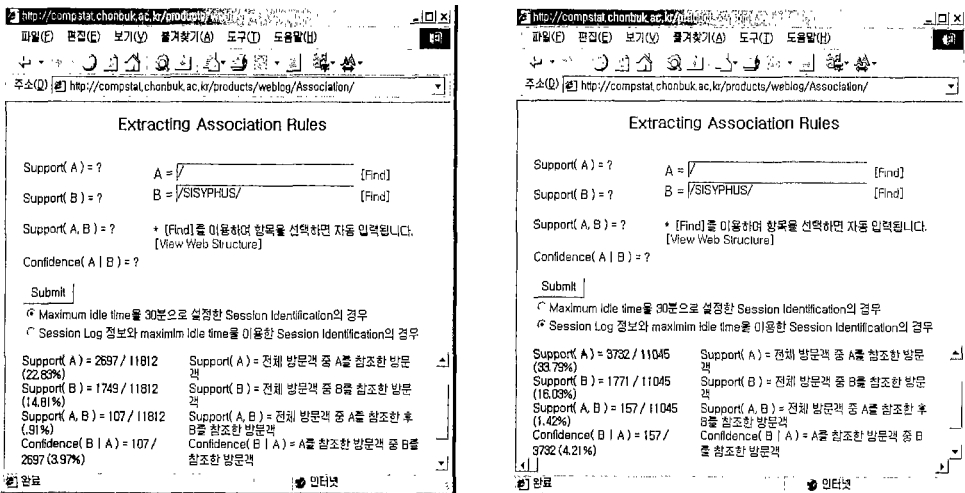 http://compstat.chonbuk.ac.kr/products/
파일(F) 편집(E) 보기(V) 즐겨찾기(A) 도구(T) 도움말(H)
주소(D) http://compstat.chonbuk.ac.kr/products/weblog/Association/
Extracting Association Rules
Support( A ) = ? A = / [Find]
Support( B ) = ? B = /SISYPHUS/ [Find]
Support( A, B ) = ? * [Find]를 이용하여 항목을 선택하면 자동 입력됩니다.
[View Web Structure]
Confidence( A | B ) = ?
Submit
Maximum idle time을 30분으로 설정한 Session Identification의 경우
Session Log 정보와 maximim idle time을 이용한 Session Identification의 경우
Support( A ) = 2697 / 11812 Support( A ) = 전체 방문객 중 A를 참조한 방문
(22.83%) 객
Support( B ) = 1749 / 11812 Support( B ) = 전체 방문객 중 B를 참조한 방문
(14.81%) 객
Support( A, B ) = 107 / 11812 Support( A, B ) = 전체 방문객 중 A를 참조한 후
(.91%) B를 참조한 방문객
Confidence( B | A ) = 107 / Confidence( B | A ) = A를 참조한 방문객 중 B를
2697 (3.97%) 참조한 방문객
완료 인터넷
http://compstat.chonbuk.ac.kr/
파일(F) 편집(E) 보기(V) 즐겨찾기(A) 도구(T) 도움말(H)
주소(D) http://compstat.chonbuk.ac.kr/products/weblog/Association/
Extracting Association Rules
Support( A ) = ? A = / [Find]
Support( B ) = ? B = /SISYPHUS/ [Find]
Support( A, B ) = ? * [Find]를 이용하여 항목을 선택하면 자동 입력됩니다.
[View Web Structure]
Confidence( A | B ) = ?
Submit
Maximum idle time을 30분으로 설정한 Session Identification의 경우
Session Log 정보와 maximim idle time을 이용한 Session Identification의 경우
Support( A ) = 3732 / 11045 Support( A ) = 전체 방문객 중 A를 참조한 방문
(33.79%) 객
Support( B ) = 1771 / 11045 Support( B ) = 전체 방문객 중 B를 참조한 방문
(16.03%) 객
Support( A, B ) = 157 / 11045 Support( A, B ) = 전체 방문객 중 A를 참조한 후
(1.42%) B를 참조한 방문객
Confidence( B | A ) = 157 / Confidence( B | A ) = A를 참조한 방문객 중 B
3732 (4.21%) 를 참조한 방문객
완료 인터넷